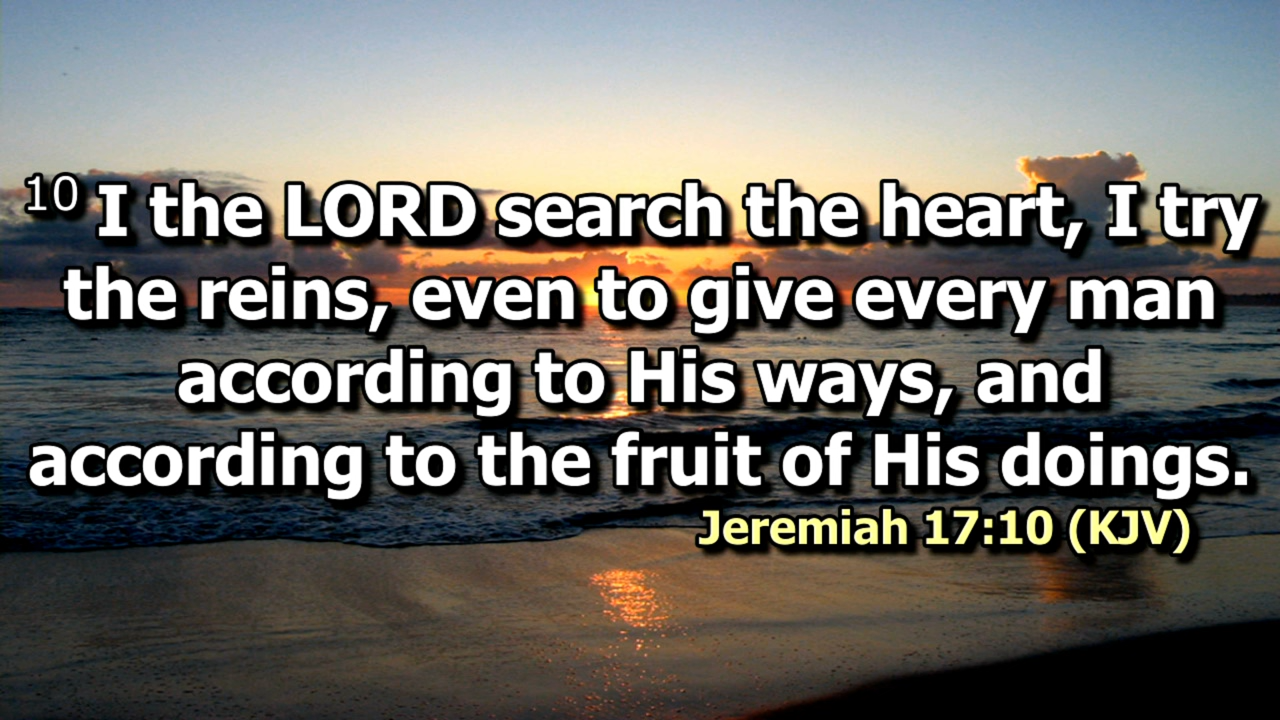 10 I the LORD search the heart, I try
the reins, even to give every man
according to His ways, and
according to the fruit of His doings.
Jeremiah 17:10 (KJV)